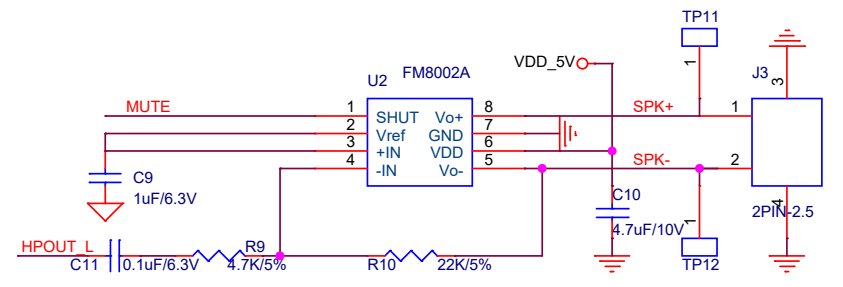 TP11
1
VDD_5V
U2
FM8002A
J3
3
MUTE
1
SHUT
Vo+
8
SPK+
1
2
Vref
GND
7
3
+IN
VDD
6
4
-IN
Vo-
5
SPK-
2
C9
1uF/6.3V
C10
4.7uF/10V
1
TP12
4
2PIN-2.5
HPOUT_L
C11
0.1uF/6.3V
R9
4.7K/5%
R10
22K/5%